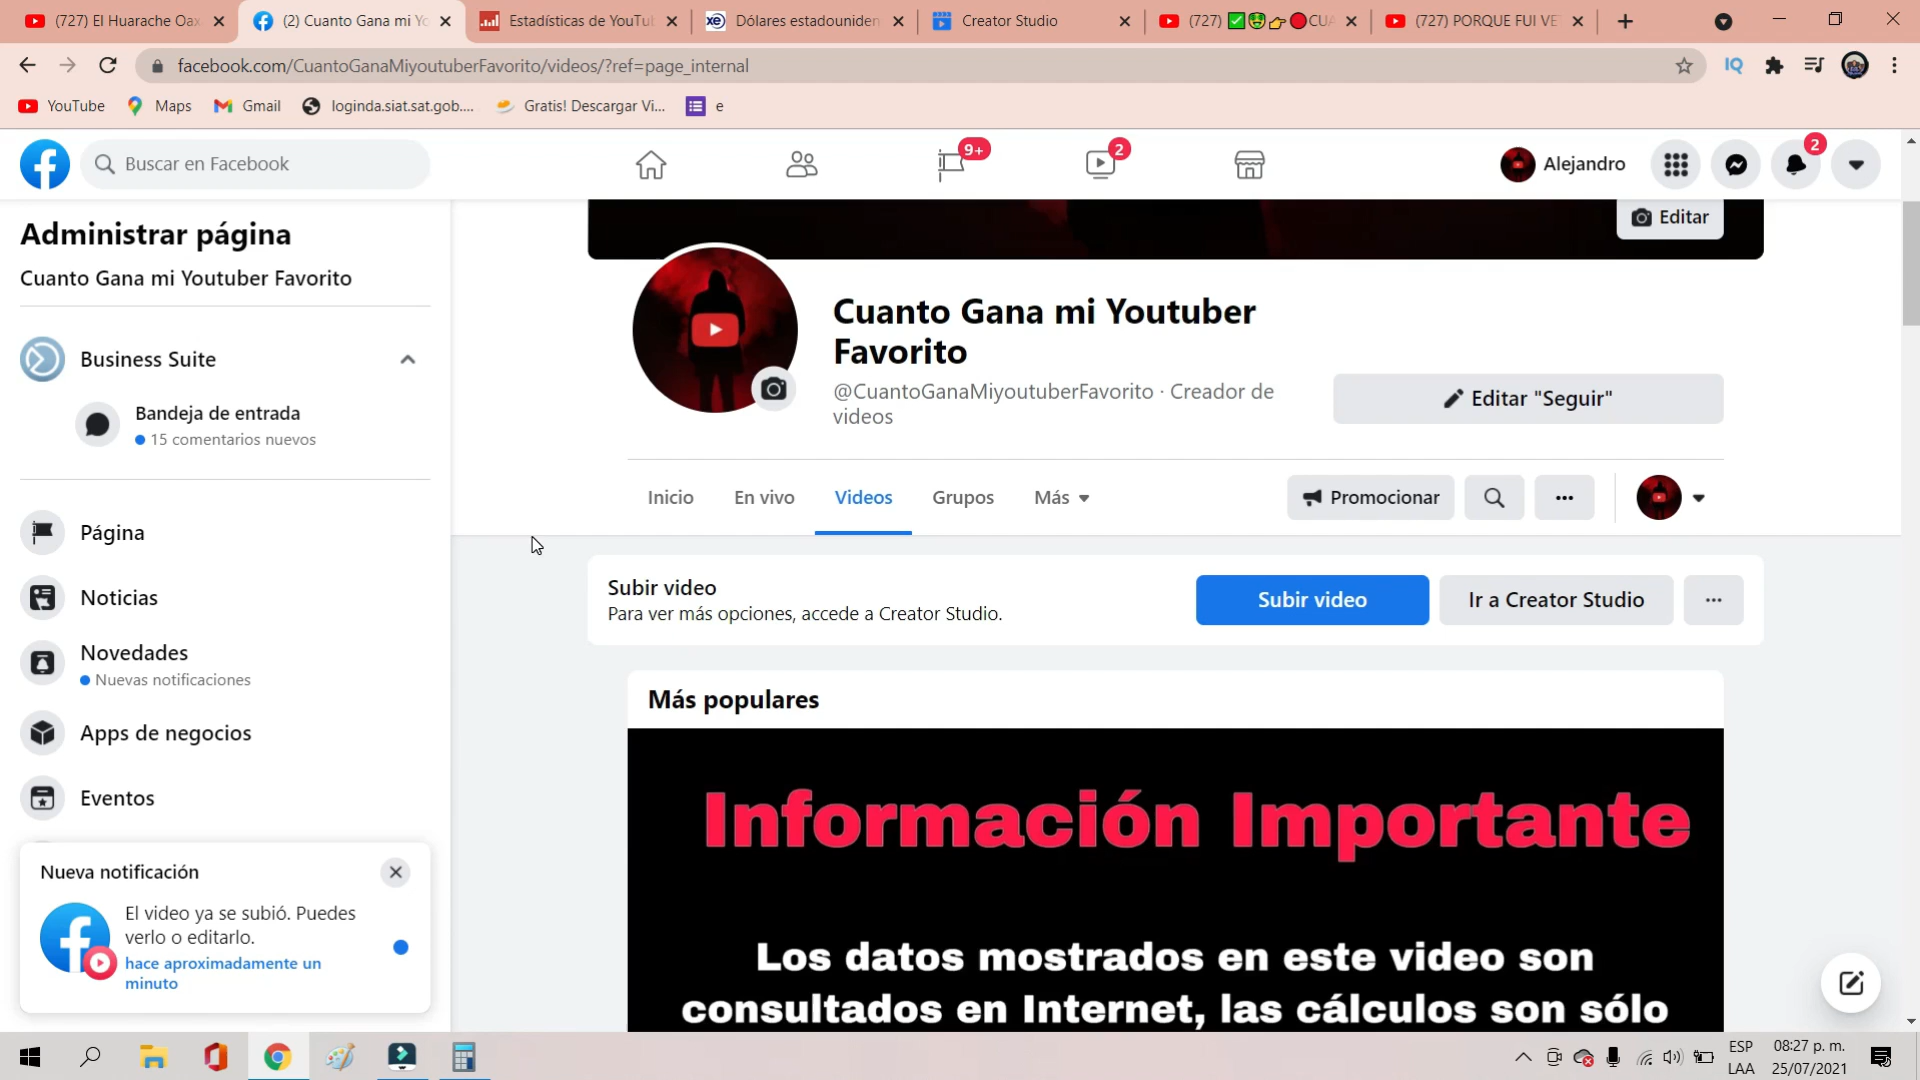 (727) El Huarache Oax
(2) Cuanto Gana mi Yo
Estadísticas de YouTub
Dólares estadouniden
Creator Studio
(727) CUA
(727) PORQUE FUI VET
facebook.com/CuantoGanaMiyoutuberFavorito/videos/?ref=page_internal
YouTube
Maps
Gmail
loginda.siat.sat.gob....
Gratis! Descargar Vi...
e
Buscar en Facebook
9+
2
Alejandro
2
Administrar página
Cuanto Gana mi Youtuber Favorito
Business Suite
Bandeja de entrada
15 comentarios nuevos
Página
Noticias
Novedades
Nuevas notificaciones
Apps de negocios
Eventos
Nueva notificación
El video ya se subió. Puedes
verlo o editarlo.
hace aproximadamente un
minuto
Editar
Cuanto Gana mi Youtuber
Favorito
@CuantoGanaMiyoutuberFavorito · Creador de
videos
Editar "Seguir"
Inicio
En vivo
Videos
Grupos
Más
Promocionar
Subir video
Para ver más opciones, accede a Creator Studio.
Subir video
Ir a Creator Studio
Más populares
Información Importante
Los datos mostrados en este video son
consultados en Internet, las cálculos son sólo
ESP
LAA
08:27 p. m.
25/07/2021